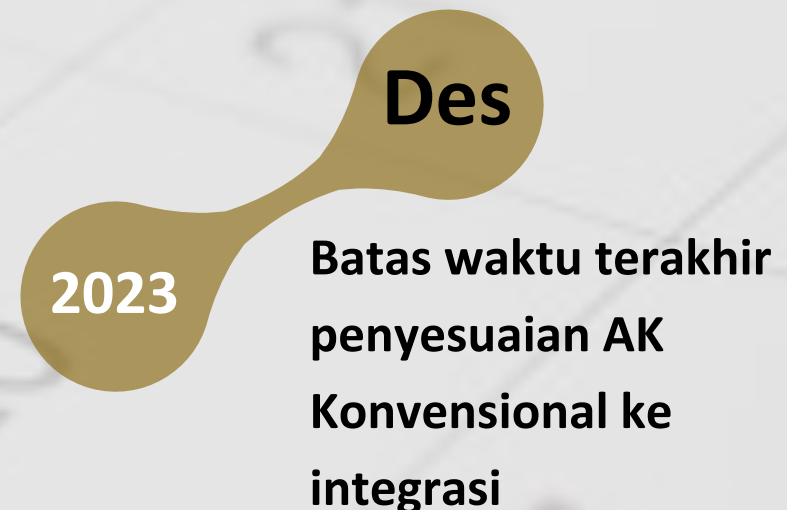 Des
2023
Batas waktu terakhir
penyesuaian AK
Konvensional ke
integrasi